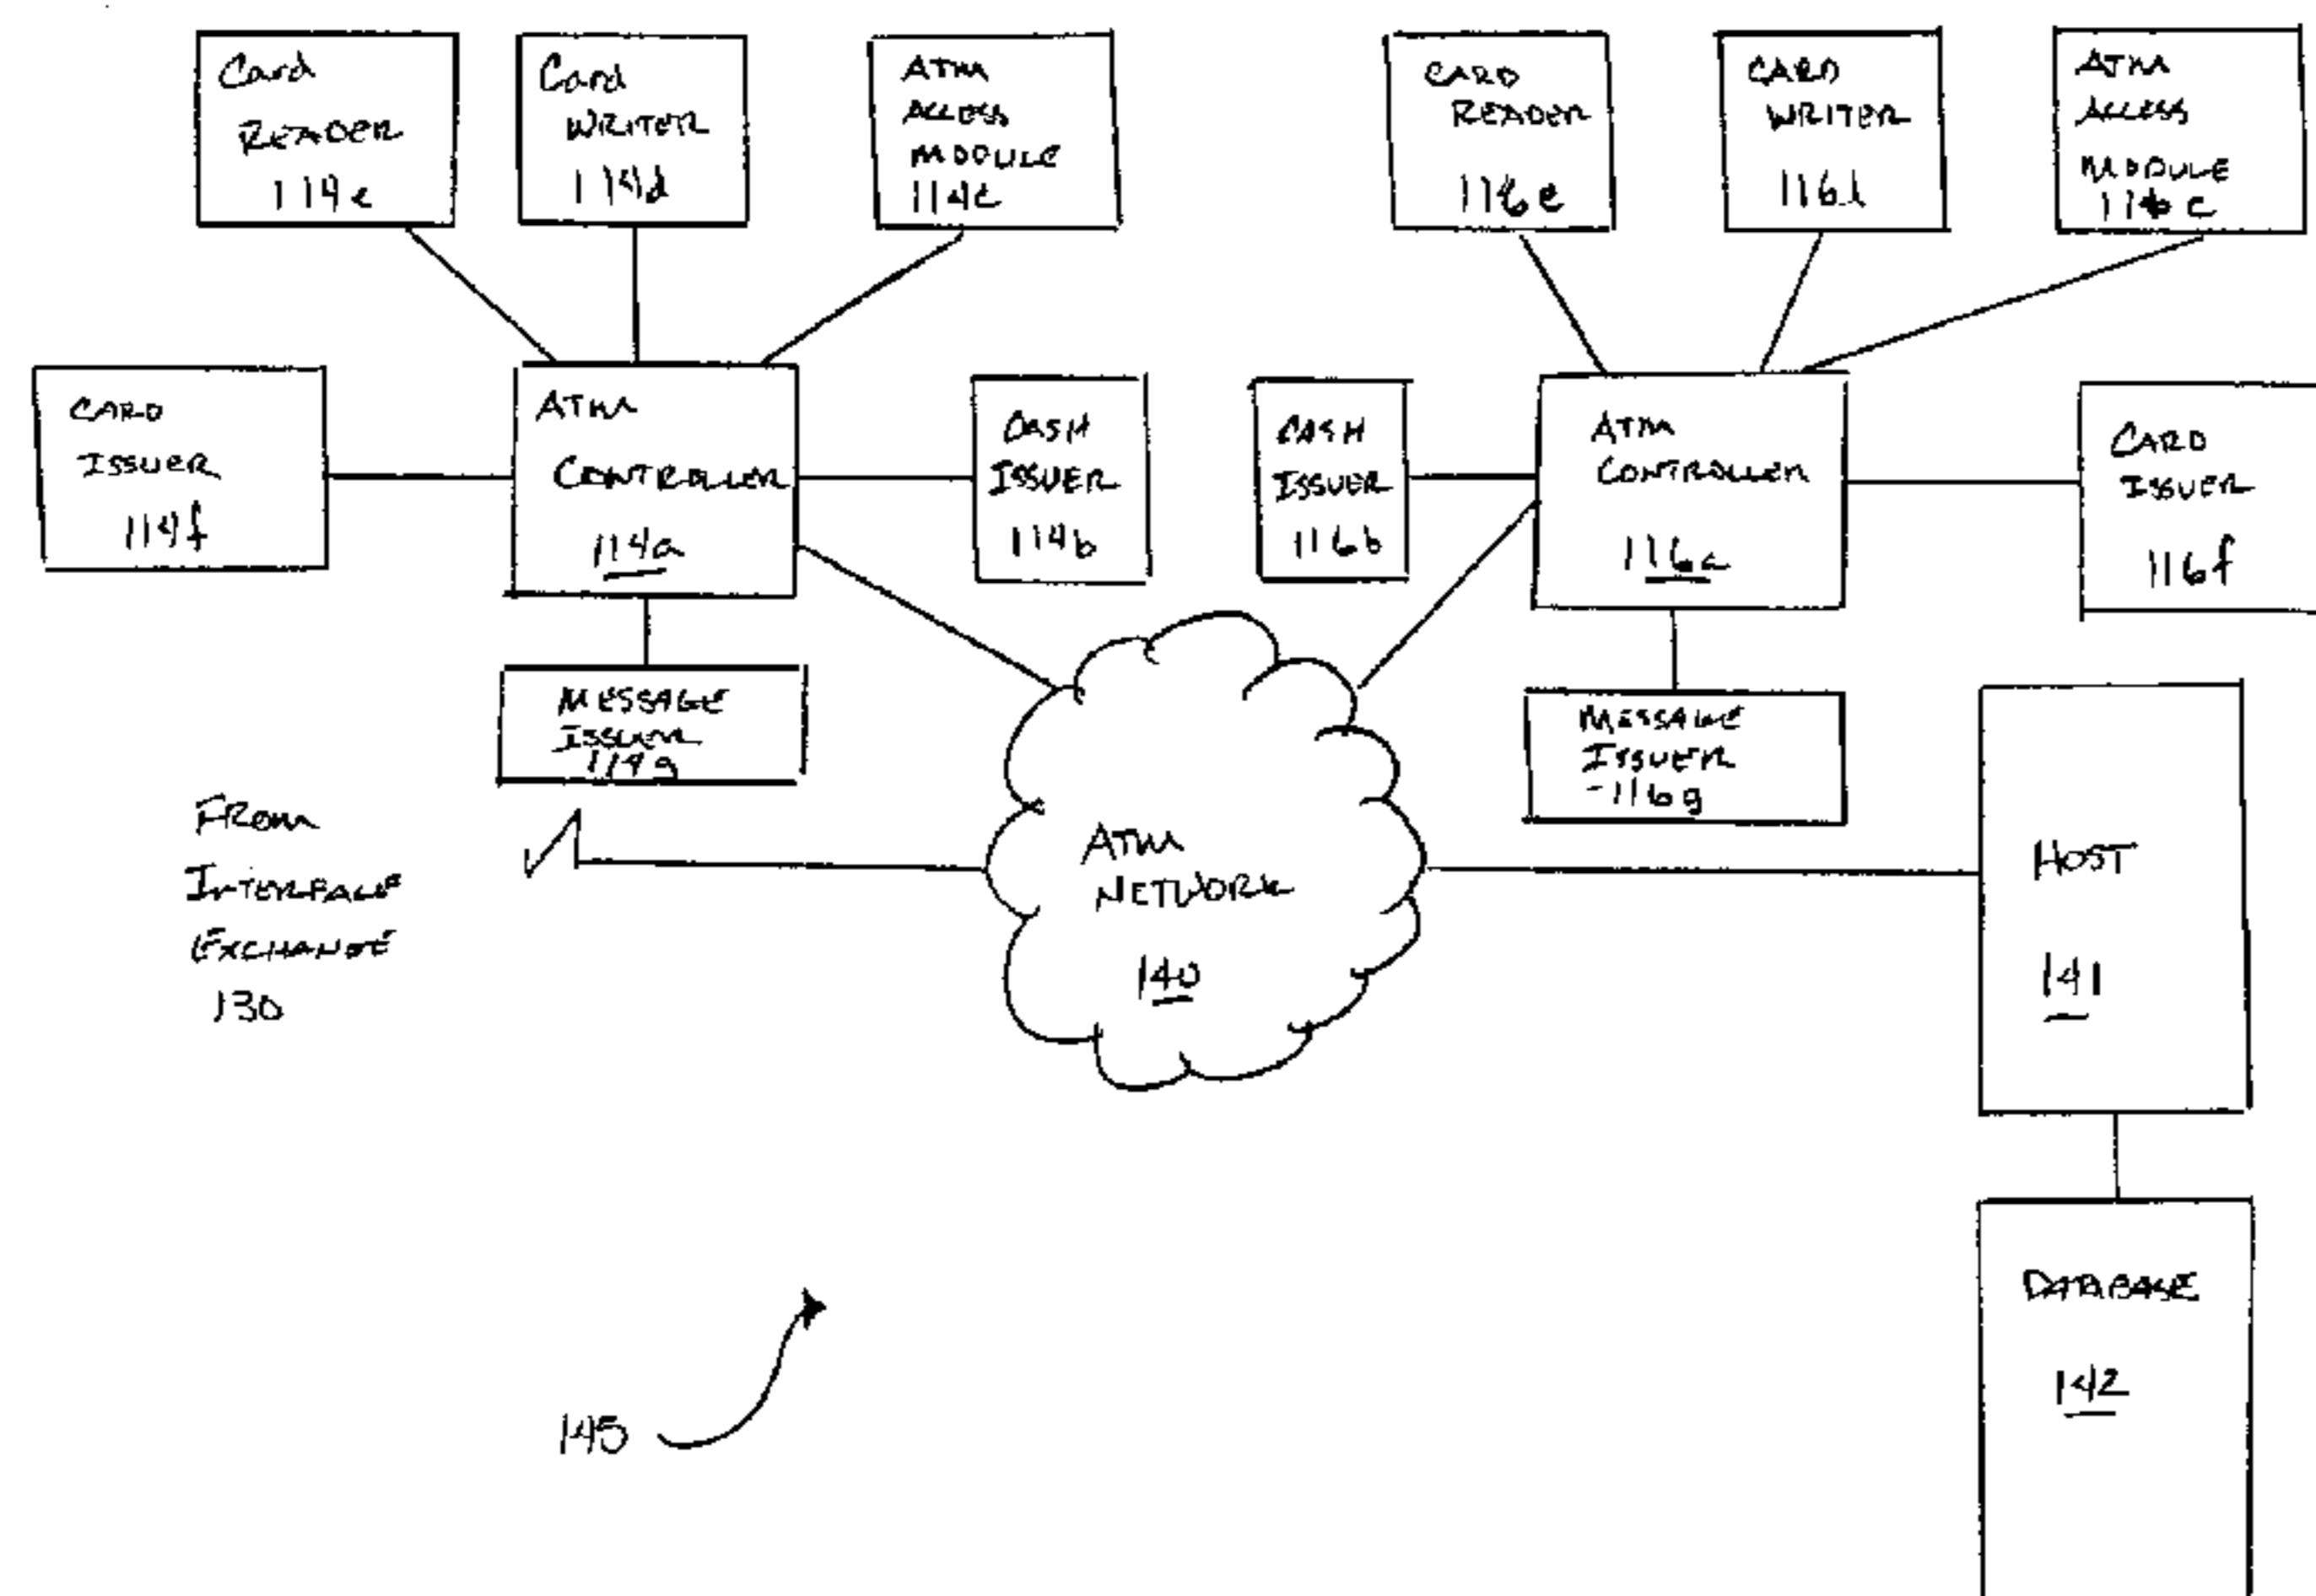 Card
READER
114e
Card
WRITER
114d
ATM
ACCESS
MODULE
114c
CARD
READER
116e
CARD
WRITER
116d
ATM
ACCESS
MODULE
116c
CARD
ISSUER
114f
ATM
CONTROLLER
114a
CASH
ISSUER
114b
CASH
ISSUER
116b
ATM
CONTROLLER
116a
CARD
ISSUER
116f
MESSAGE
ISSUER
114g
MESSAGE
ISSUER
116g
FROM
INTERFACE
EXCHANGE
130
ATM
NETWORK
140
HOST
141
DATABASE
142
145